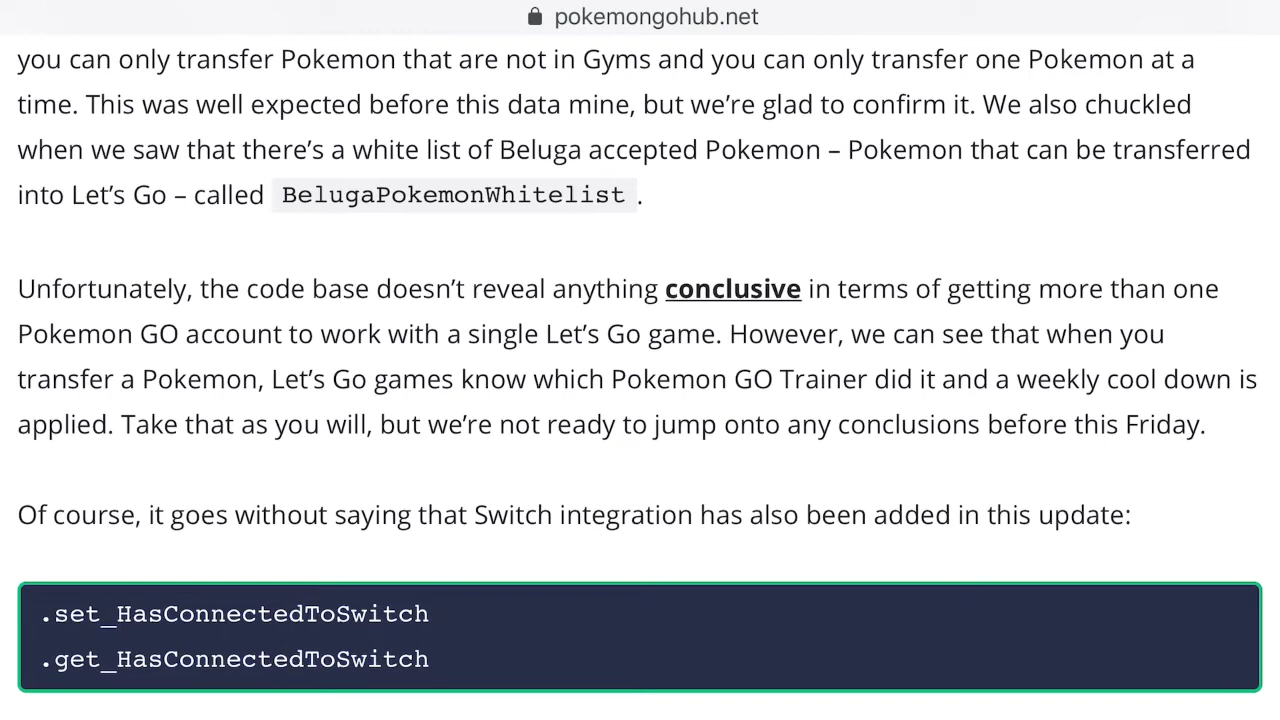 pokemongohub.net
you can only transfer Pokemon that are not in Gyms and you can only transfer one Pokemon at a
time. This was well expected before this data mine, but we’re glad to confirm it. We also chuckled
when we saw that there’s a white list of Beluga accepted Pokemon – Pokemon that can be transferred
into Let’s Go – called BelugaPokemonWhitelist.
Unfortunately, the code base doesn’t reveal anything conclusive in terms of getting more than one
Pokemon GO account to work with a single Let’s Go game. However, we can see that when you
transfer a Pokemon, Let’s Go games know which Pokemon GO Trainer did it and a weekly cool down is
applied. Take that as you will, but we’re not ready to jump onto any conclusions before this Friday.
Of course, it goes without saying that Switch integration has also been added in this update:
.set_HasConnectedToSwitch
.get_HasConnectedToSwitch